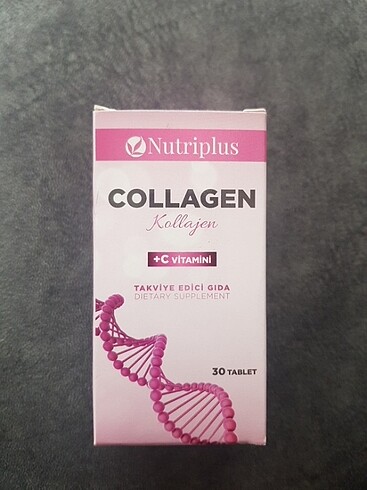 Nutriplus
COLLAGEN
Kollajen
+C VİTAMİNİ
TAKVİYE EDİCİ GIDA
DIETARY SUPPLEMENT
30 TABLET